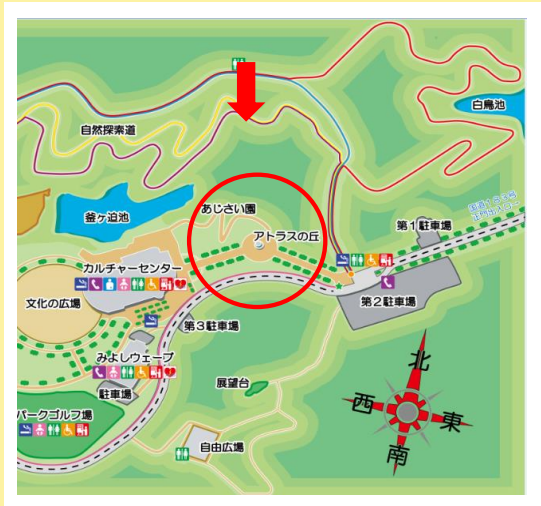 白鳥池
自然探索道
釜ヶ迫池
あじさい園
アトラスの丘
第1駐車場
カルチャーセンター
文化の広場
第2駐車場
第3駐車場
みよしウェーブ
駐車場
展望台
パークゴルフ場
自由広場
北
西
東
南